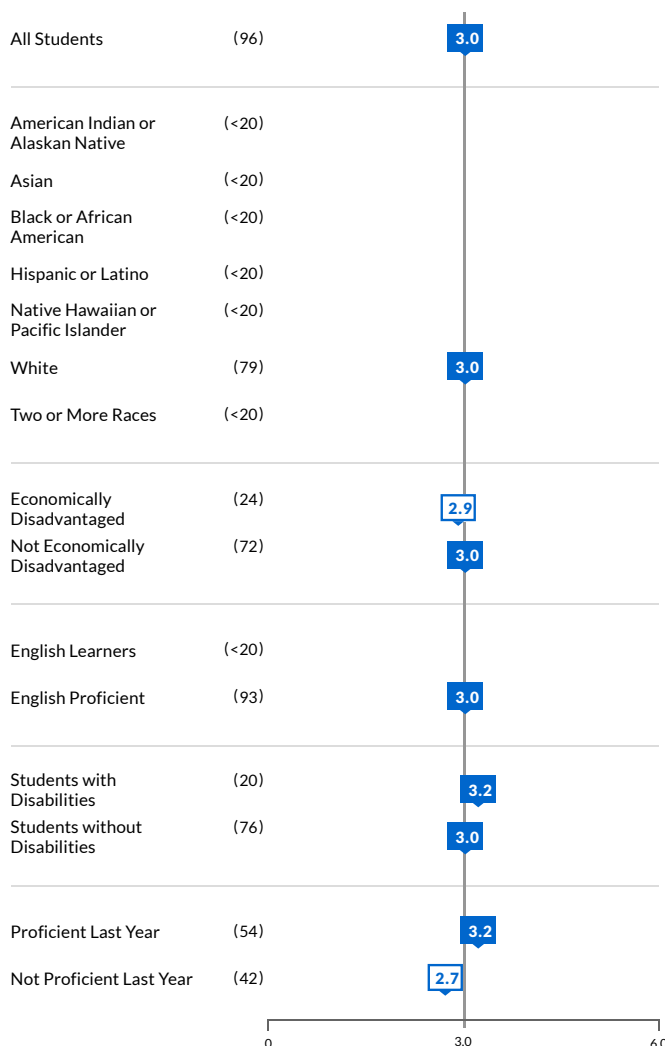 All Students (96) 3.0
American Indian or (<20)
Alaskan Native
Asian (<20)
Black or African (<20)
American
Hispanic or Latino (<20)
Native Hawaiian or (<20)
Pacific Islander
White (79) 3.0
Two or More Races (<20)
Economically (24) 2.9
Disadvantaged
Not Economically (72) 3.0
Disadvantaged
English Learners (<20)
English Proficient (93) 3.0
Students with (20) 3.2
Disabilities
Students without (76) 3.0
Disabilities
Proficient Last Year (54) 3.2
Not Proficient Last Year (42) 2.7
0 3.0 6.0